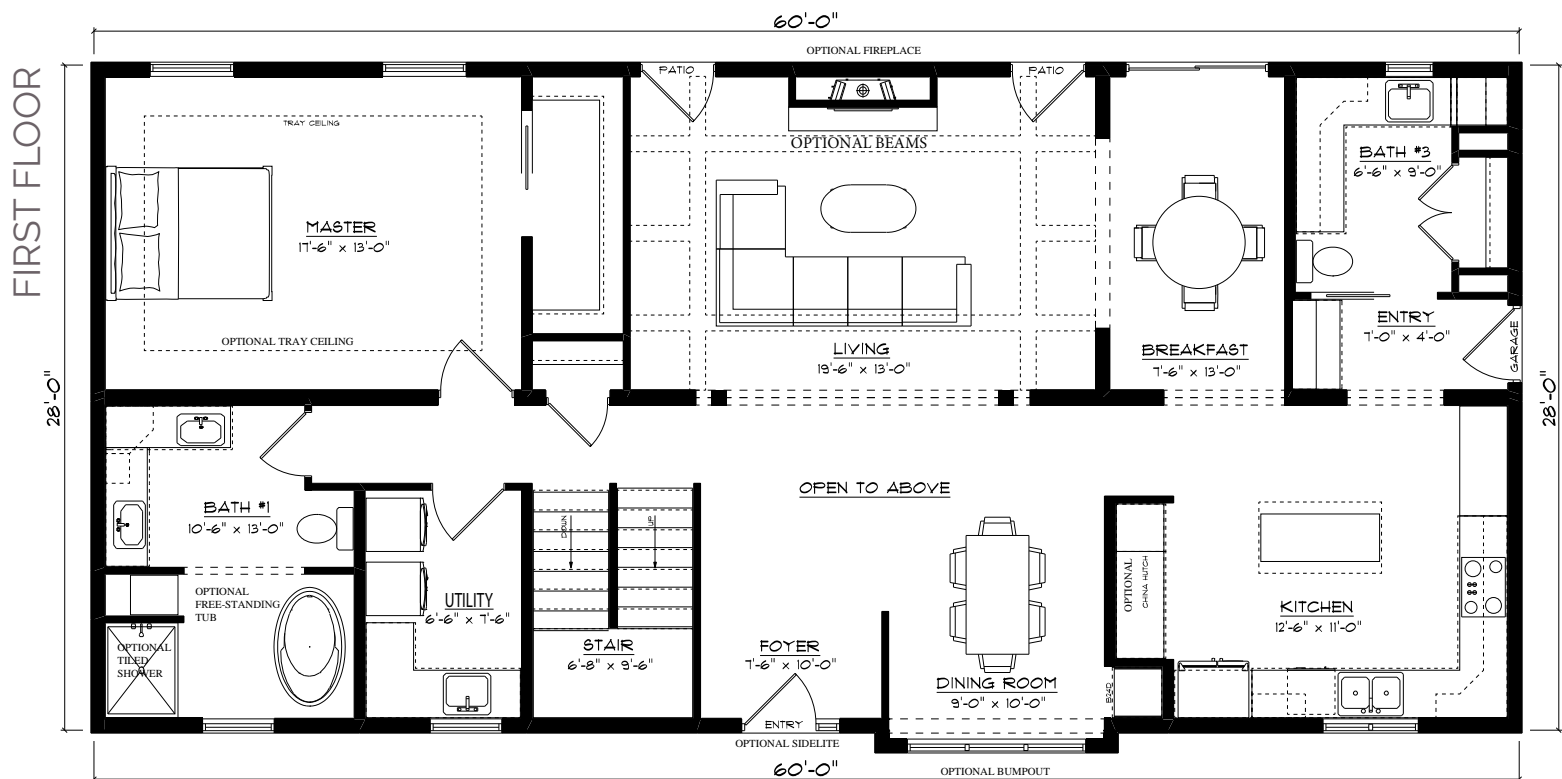 60'-0"
OPTIONAL FIREPLACE
FIRST FLOOR
PATIO
PATIO
TRAY CEILING
OPTIONAL BEAMS
BATH #3
6'-6" x 9'-0"
MASTER
17'-6" x 13'-0"
OPTIONAL TRAY CEILING
LIVING
19'-6" x 13'-0"
BREAKFAST
7'-6" x 13'-0"
ENTRY
7'-0" x 4'-0"
GARAGE
28'-0"
28'-0"
OPEN TO ABOVE
BATH #1
10'-6" x 13'-0"
DOWN
UP
OPTIONAL
CHINA HUTCH
OPTIONAL
FREE-STANDING
TUB
UTILITY
6'-6" x 7'-6"
KITCHEN
12'-6" x 11'-0"
OPTIONAL
TILED
SHOWER
STAIR
6'-8" x 9'-6"
FOYER
7'-6" x 10'-0"
DINING ROOM
9'-0" x 10'-0"
B24D
ENTRY
OPTIONAL SIDELITE
60'-0"
OPTIONAL BUMPOUT